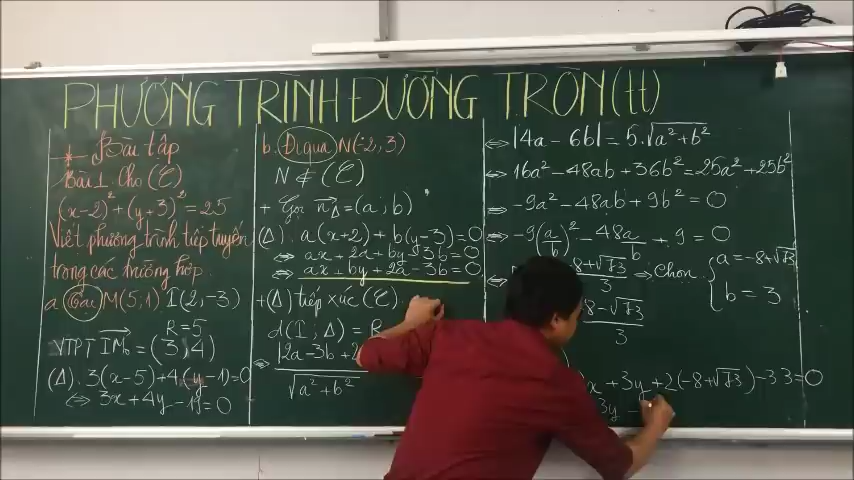 PHƯƠNG TRÌNH ĐƯỜNG TRÒN (tt)
* Bài tập
Bài 1 Cho (C)
(x-2)² + (y+3)² = 25
Viết phương trình tiếp tuyến
trong các trường hợp.
a. Tại M(5,1) I(2,-3)
R=5
VTPT IM₀ = (3,4)
(Δ). 3(x-5)+4(y-1)=0
⇔ 3x+4y-19=0
b. Đi qua N(-2,3)
N ∉ (C)
+ Gọi n_Δ = (a;b)
(Δ). a(x+2) + b(y-3)=0
⇔ ax+2a+by-3b=0
⇔ ax+by+2a-3b=0
+(Δ) tiếp xúc (C)
d(I;Δ) = R
⇔ |2a-3b+2
√a²+b²
⇔ |4a-6b| = 5.√a²+b²
⇔ 16a²-48ab+36b²=25a²+25b²
⇔ -9a²-48ab+9b²=0
⇔ -9(a/b)²-48a/b+9=0
⇔
8+√73
⇒ Chọn { a=-8+√73
b=3
8-√73
3
x+3y+2(-8+√73)-3.3=0
3y -